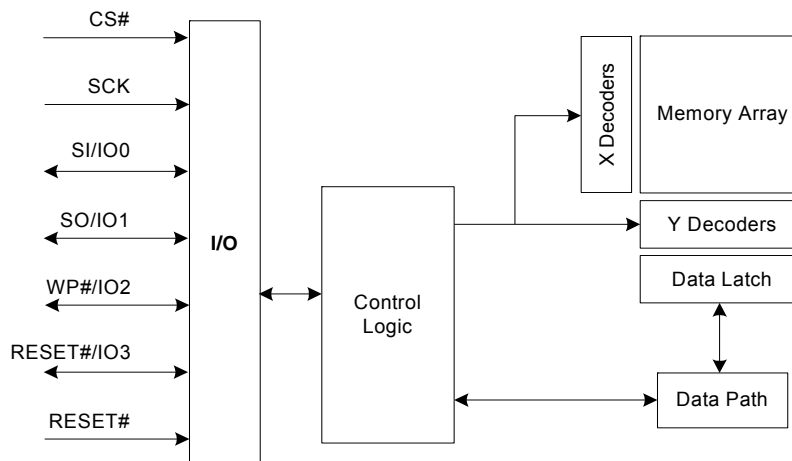 CS#
SCK
SI/IO0
SO/IO1
WP#/IO2
RESET#/IO3
RESET#
I/O
Control
Logic
X Decoders
Memory Array
Y Decoders
Data Latch
Data Path